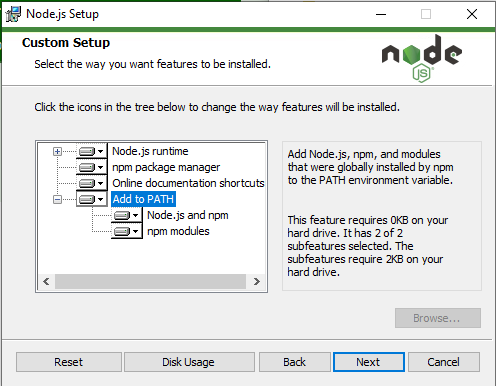 Node.js Setup
Custom Setup
Select the way you want features to be installed.
node
JS
Click the icons in the tree below to change the way features will be installed.
Node.js runtime
npm package manager
Online documentation shortcuts
Add to PATH
Node.js and npm
npm modules
Add Node.js, npm, and modules
that were globally installed by npm
to the PATH environment variable.
This feature requires 0KB on your
hard drive. It has 2 of 2
subfeatures selected. The
subfeatures require 2KB on your
hard drive.
Browse...
Reset
Disk Usage
Back
Next
Cancel